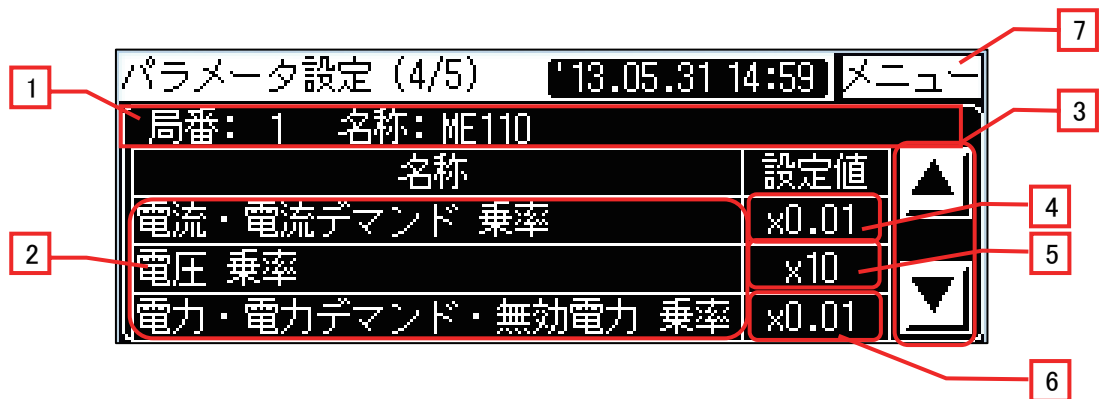 7
パラメータ設定 (4/5) '13.05.31 14:59 メニュー
1
局番: 1 名称: ME110
3
名称 設定値 ▲
電流・電流デマンド 乗率 x0.01
4
2
電圧 乗率 x10
5
電力・電力デマンド・無効電力 乗率 x0.01 ▼
6